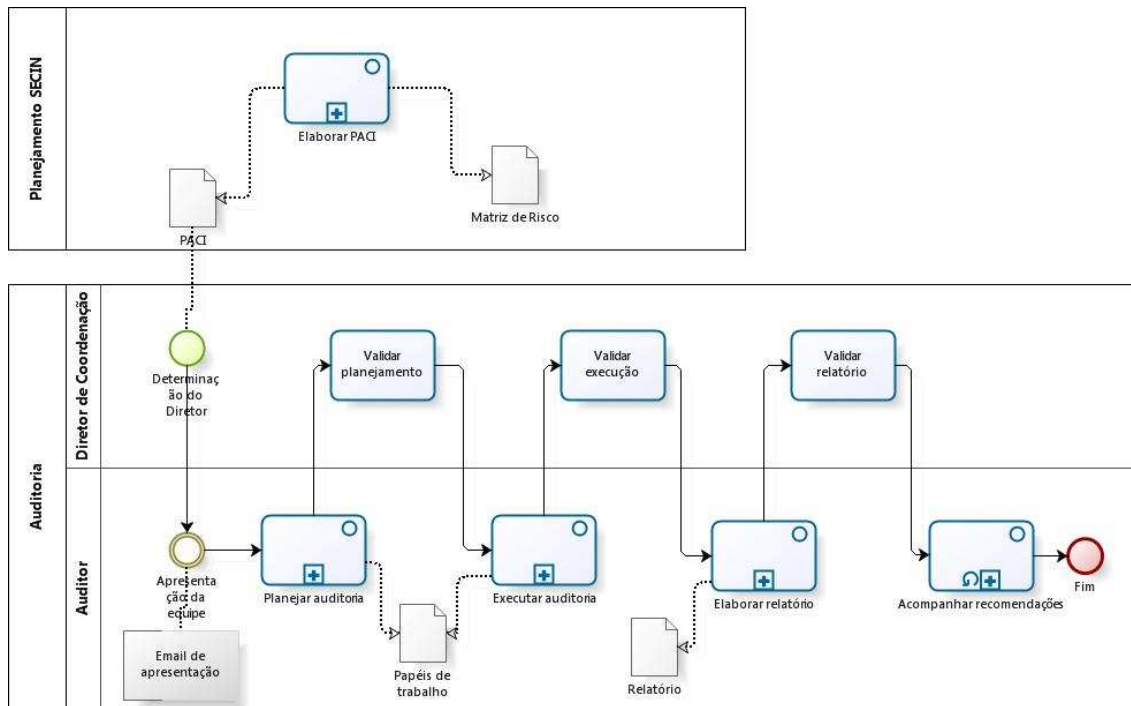 Planejamento SECIN
Elaborar PACI
PACI
Matriz de Risco
Auditoria
Diretor de Coordenação
Determinaç
ão do
Diretor
Validar
planejamento
Validar
execução
Validar
relatório
Auditor
Apresenta
ção da
equipe
Email de
apresentação
Planejar auditoria
Papéis de
trabalho
Executar auditoria
Elaborar relatório
Relatório
Acompanhar recomendações
Fim